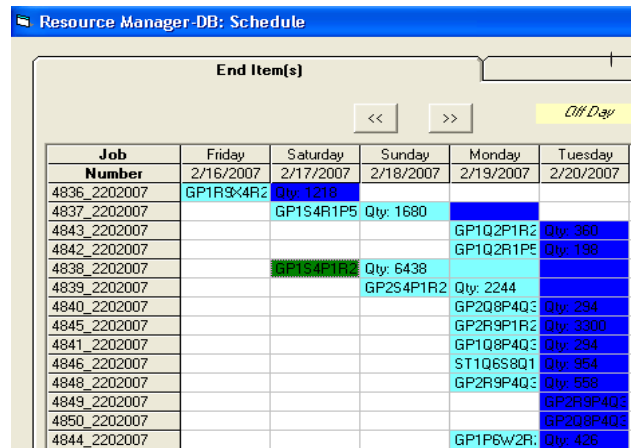 Resource Manager-DB: Schedule
End Item(s)
<< >> Off Day
Job Friday Saturday Sunday Monday Tuesday
Number 2/16/2007 2/17/2007 2/18/2007 2/19/2007 2/20/2007
4836_2202007 GP1R9X4R2 Qty: 1218
4837_2202007 GP1S4R1P5 Qty: 1680
4843_2202007 GP1Q2P1R2 Qty: 360
4842_2202007 GP1Q2R1P5 Qty: 198
4838_2202007 GP1S4P1R2 Qty: 6438
4839_2202007 GP2S4P1R2 Qty: 2244
4840_2202007 GP2Q8P4Q3 Qty: 294
4845_2202007 GP2R9P1R2 Qty: 3300
4841_2202007 GP1Q8P4Q3 Qty: 294
4846_2202007 ST1Q6S8Q1 Qty: 954
4848_2202007 GP2R9P4Q3 Qty: 558
4849_2202007 GP2R9P4Q3
4850_2202007 GP2Q8P4Q3
4844_2202007 GP1P6W2R2 Qty: 426